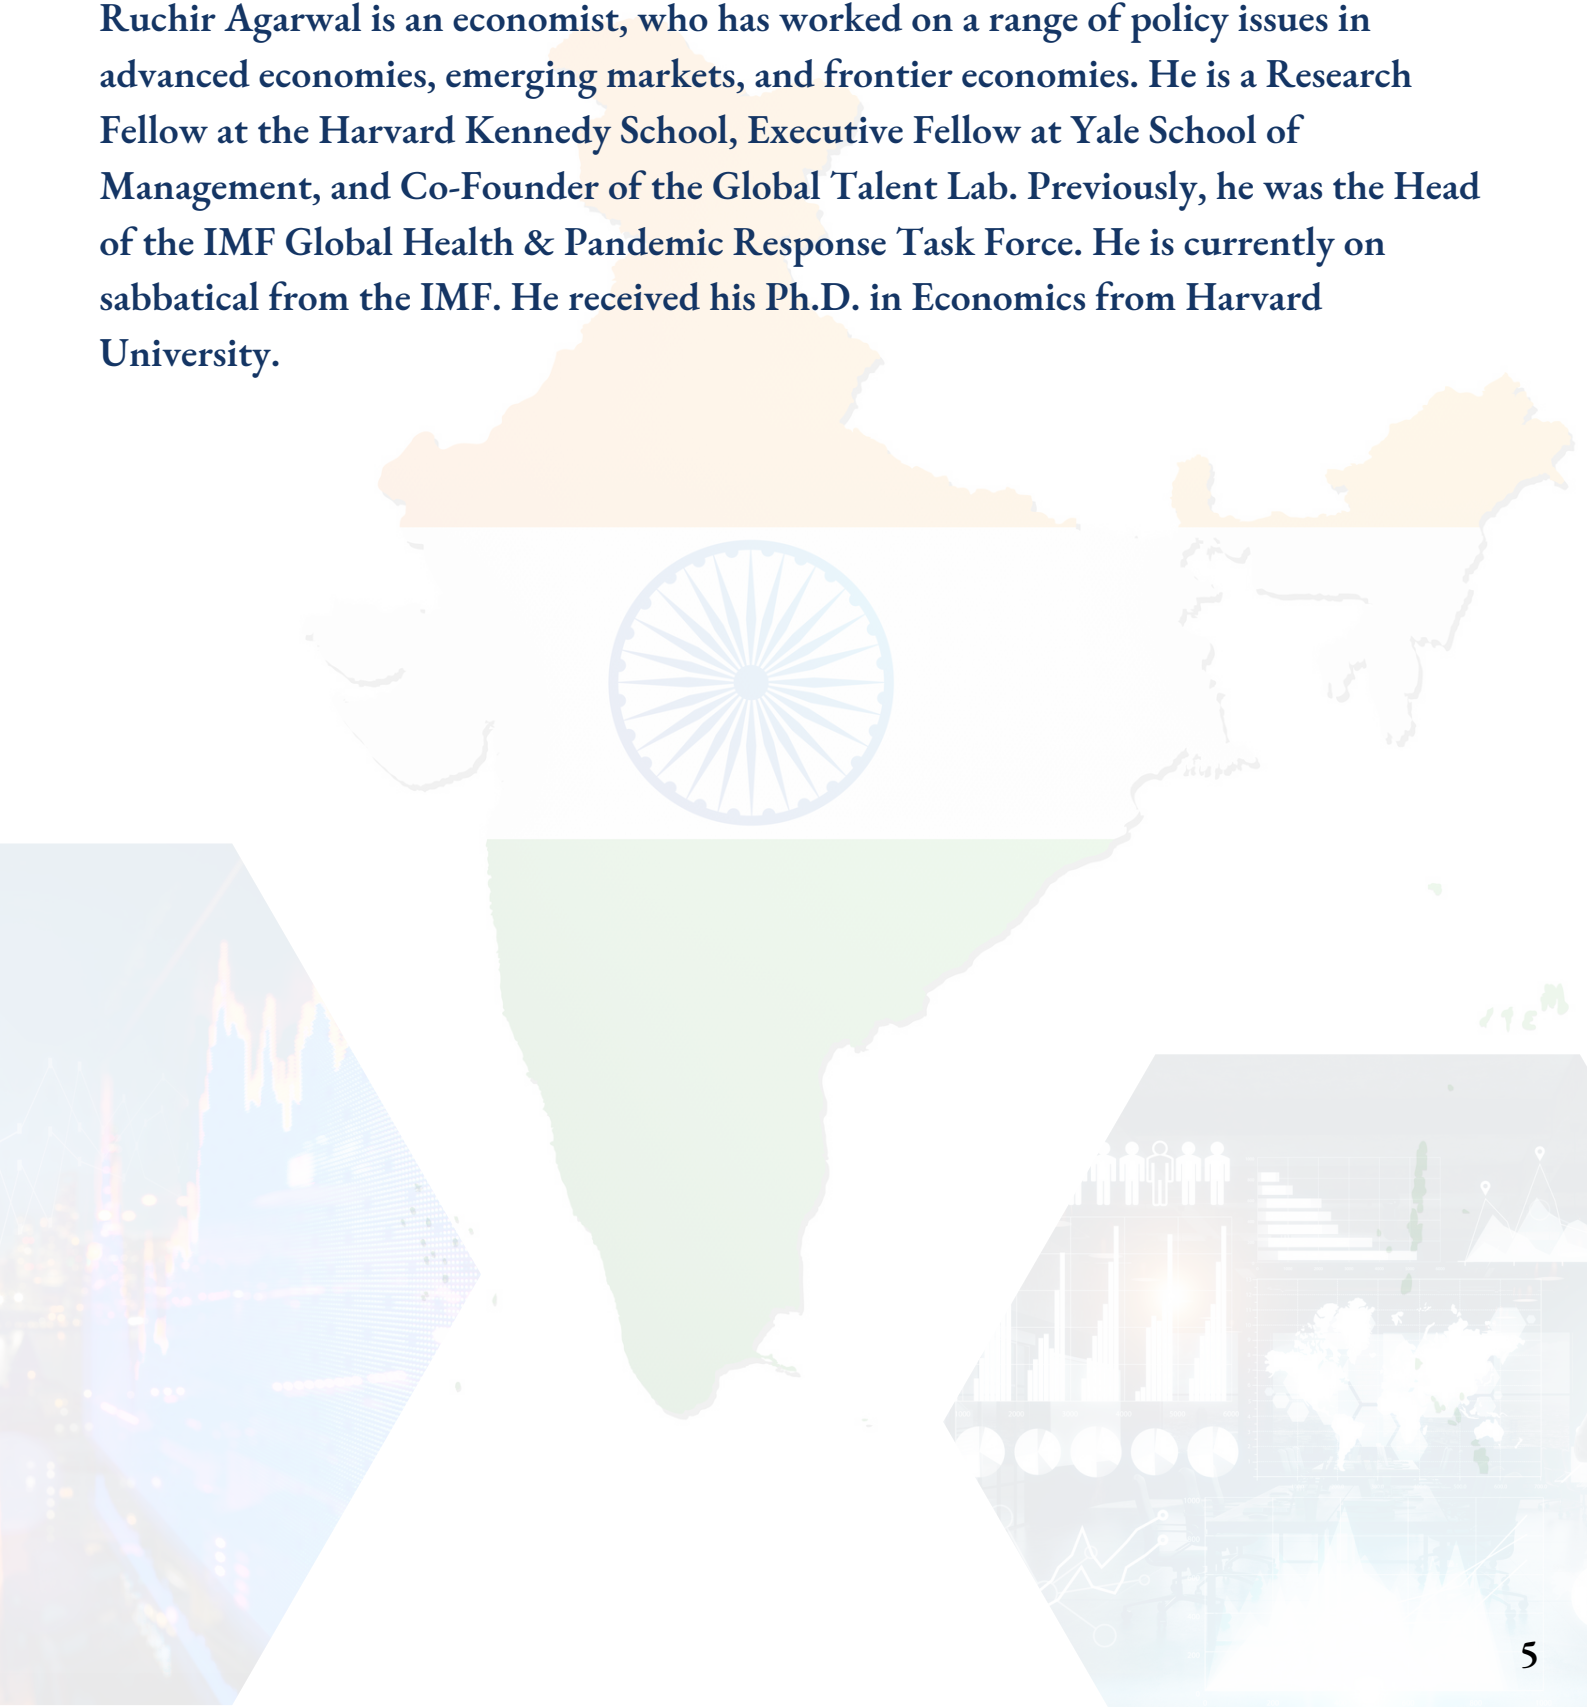 Ruchir Agarwal is an economist, who has worked on a range of policy issues in
advanced economies, emerging markets, and frontier economies. He is a Research
Fellow at the Harvard Kennedy School, Executive Fellow at Yale School of
Management, and Co-Founder of the Global Talent Lab. Previously, he was the Head
of the IMF Global Health & Pandemic Response Task Force. He is currently on
sabbatical from the IMF. He received his Ph.D. in Economics from Harvard
University.
5